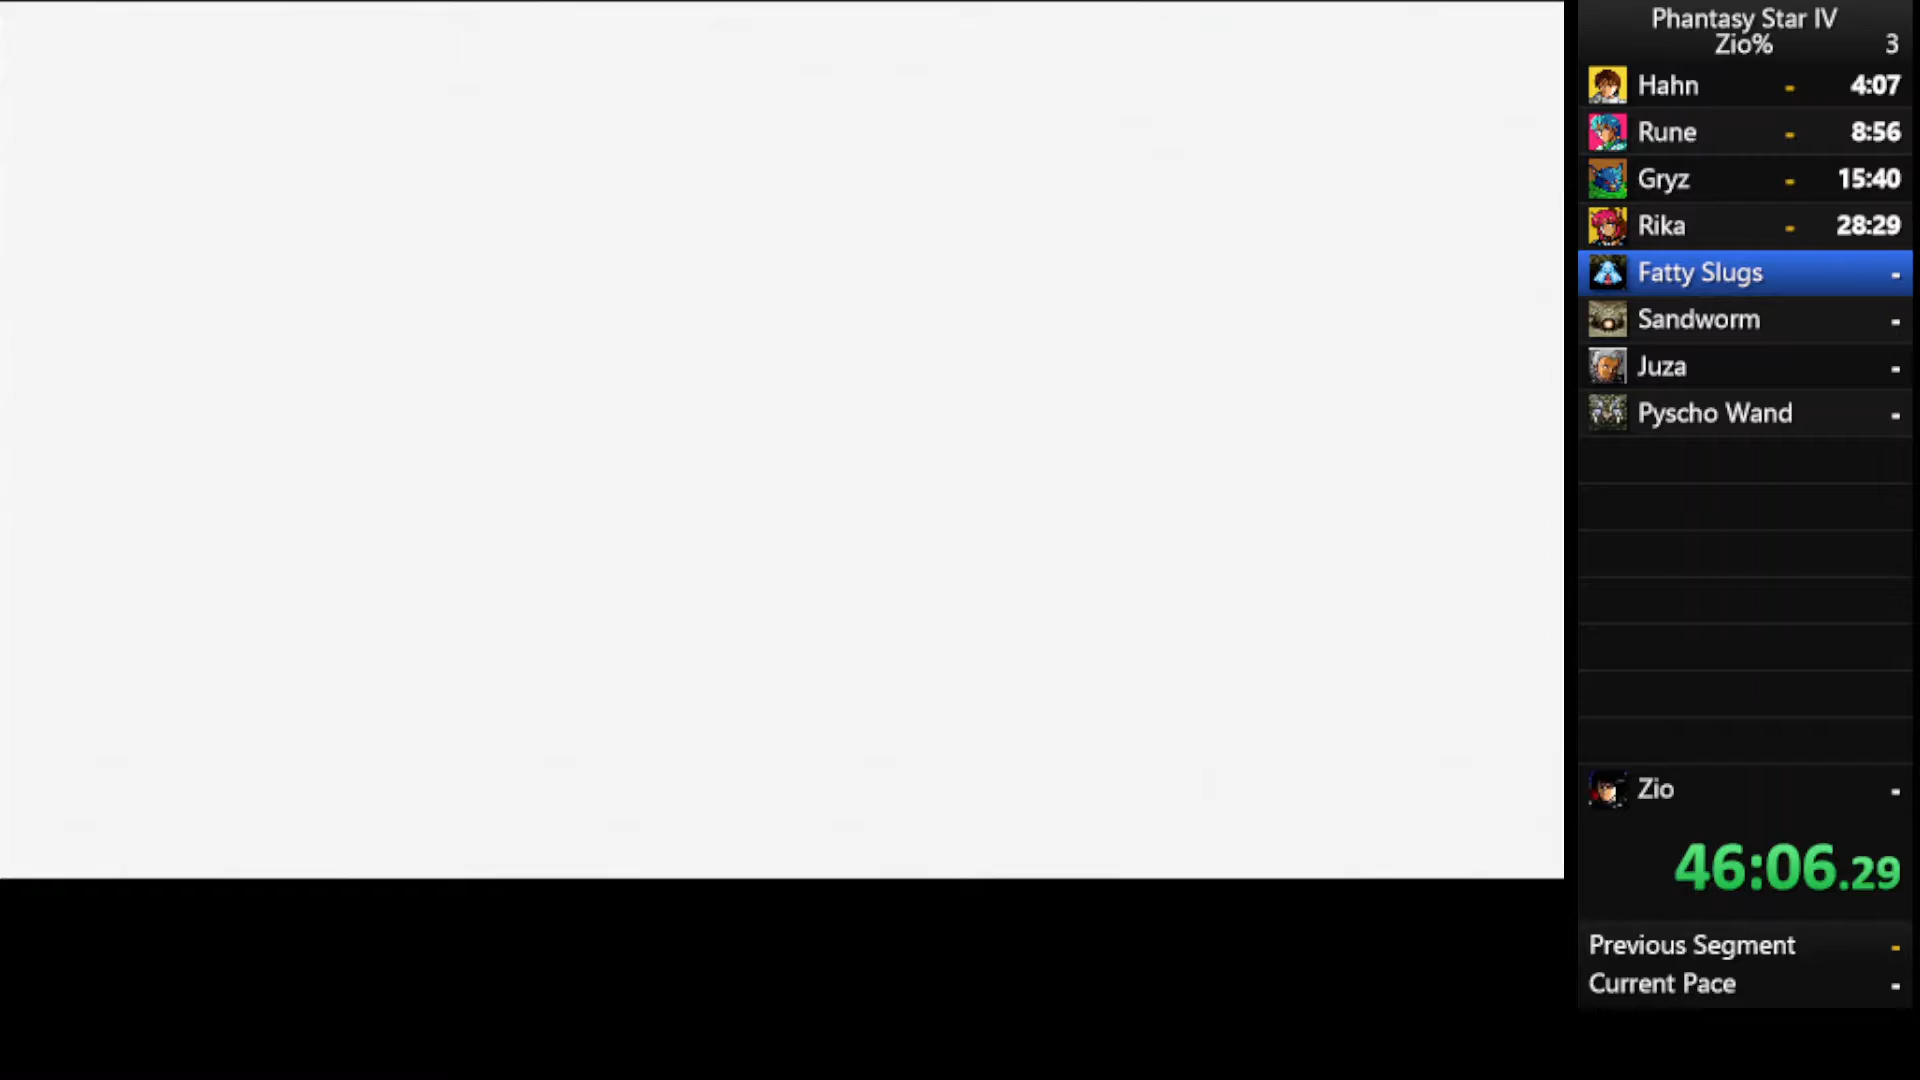 Phantasy Star IV
Zio% 3
Hahn - 4:07
Rune - 8:56
Gryz - 15:40
Rika - 28:29
Fatty Slugs -
Sandworm -
Juza -
Pyscho Wand -
Zio -
46:06.29
Previous Segment -
Current Pace -